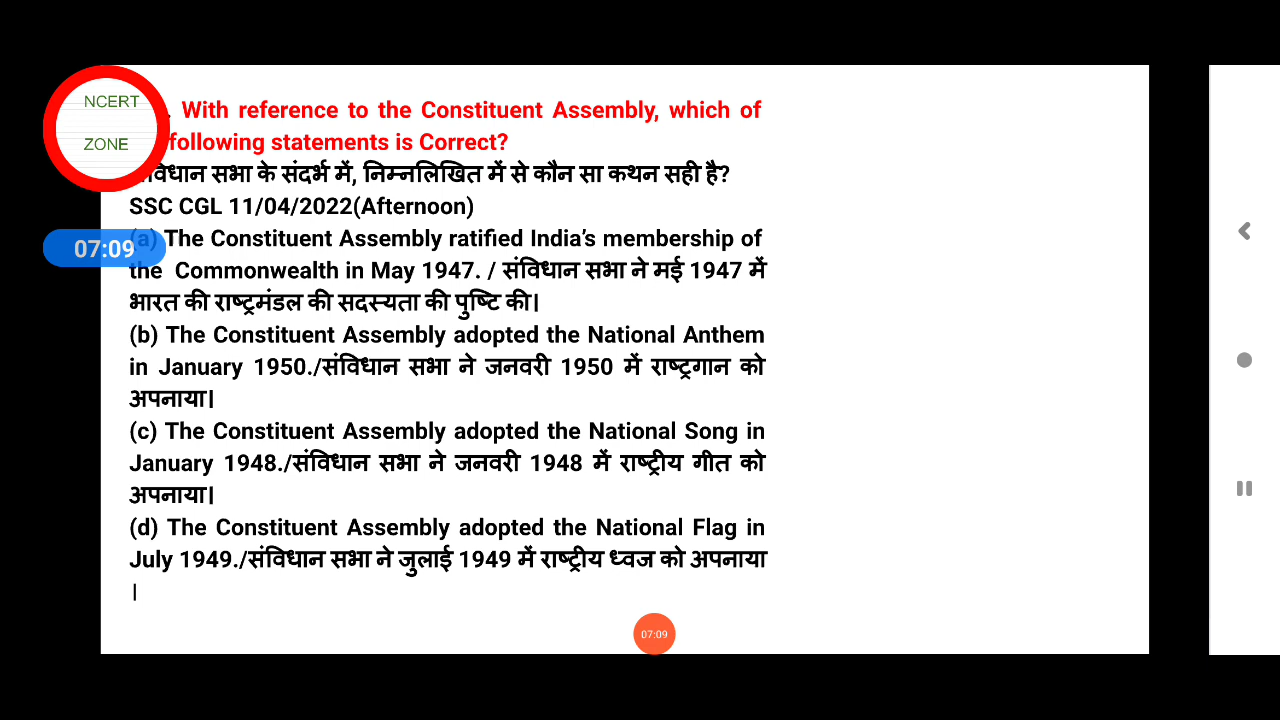 NCERT
ZONE
. With reference to the Constituent Assembly, which of
following statements is Correct?
संविधान सभा के संदर्भ में, निम्नलिखित में से कौन सा कथन सही है?
SSC CGL 11/04/2022(Afternoon)
07:09
(a) The Constituent Assembly ratified India’s membership of
the Commonwealth in May 1947. / संविधान सभा ने मई 1947 में
भारत की राष्ट्रमंडल की सदस्यता की पुष्टि की।
(b) The Constituent Assembly adopted the National Anthem
in January 1950./संविधान सभा ने जनवरी 1950 में राष्ट्रगान को
अपनाया।
(c) The Constituent Assembly adopted the National Song in
January 1948./संविधान सभा ने जनवरी 1948 में राष्ट्रीय गीत को
अपनाया।
(d) The Constituent Assembly adopted the National Flag in
July 1949./संविधान सभा ने जुलाई 1949 में राष्ट्रीय ध्वज को अपनाया
।
07:09